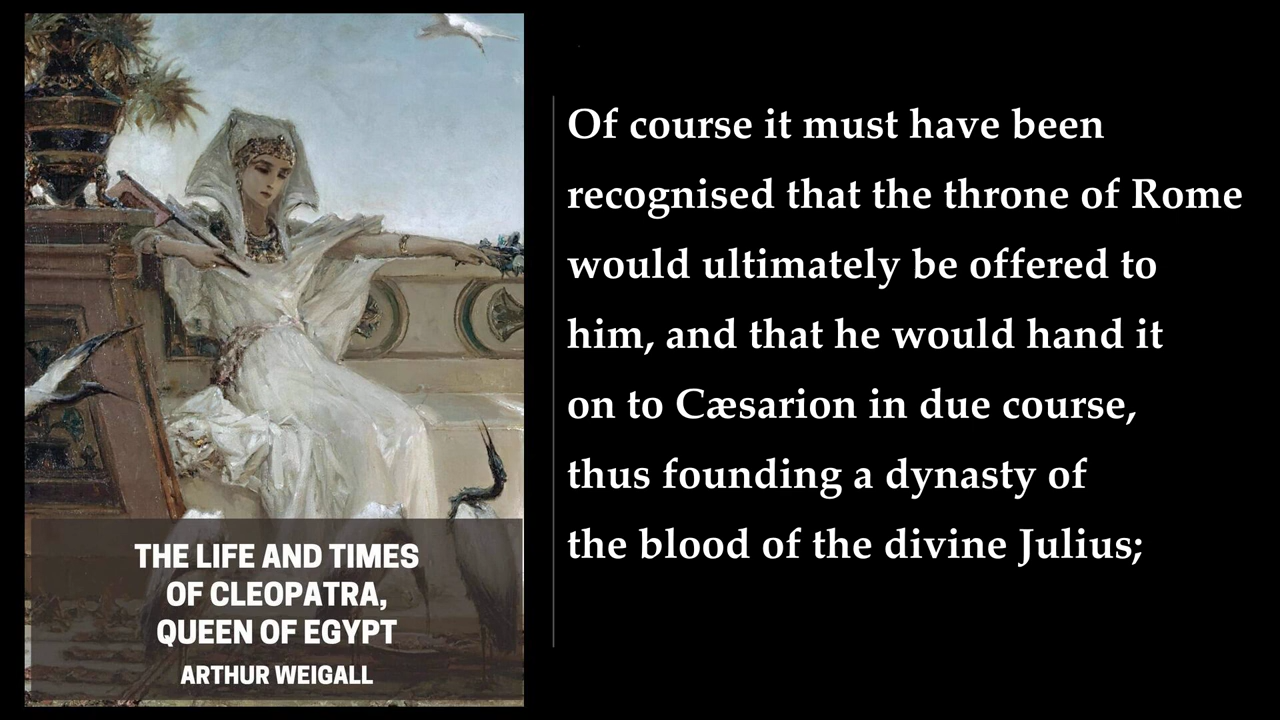 Of course it must have been
recognised that the throne of Rome
would ultimately be offered to
him, and that he would hand it
on to Cæsarion in due course,
thus founding a dynasty of
the blood of the divine Julius;
THE LIFE AND TIMES
OF CLEOPATRA,
QUEEN OF EGYPT
ARTHUR WEIGALL